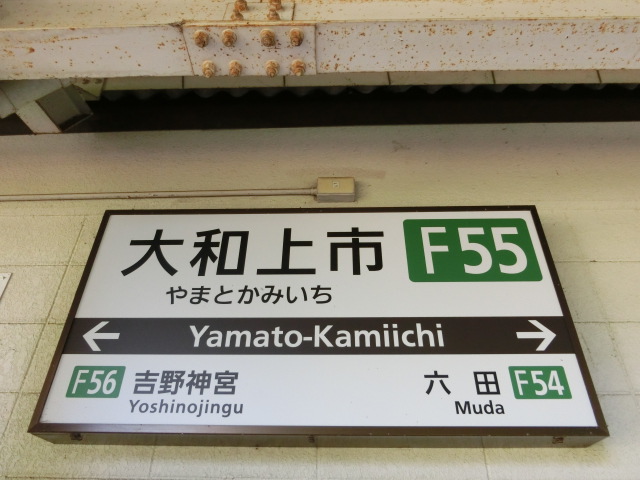 大和上市 F55
やまとかみいち
← Yamato-Kamiichi →
F56 吉野神宮 六田 F54
Yoshinojingu Muda